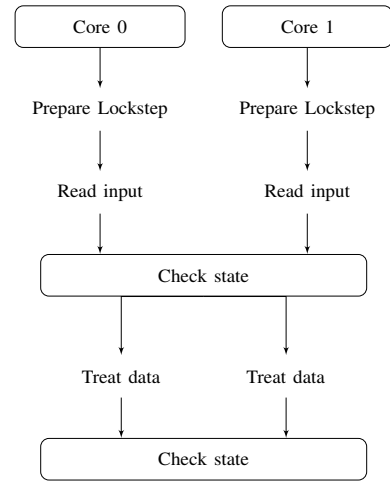 Core 0
Core 1
Prepare Lockstep
Prepare Lockstep
Read input
Read input
Check state
Treat data
Treat data
Check state